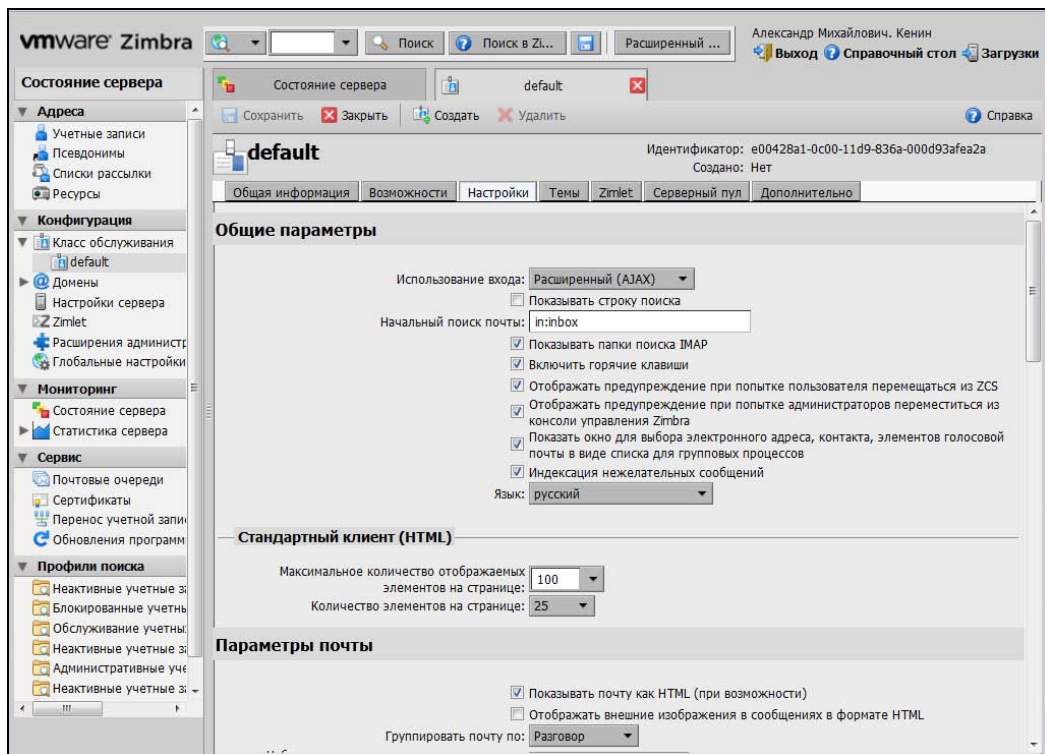 vmware Zimbra
Поиск
Поиск в Zi...
Расширенный ...
Александр Михайлович. Кенин
Выход Справочный стол Загрузки
Состояние сервера
Состояние сервера
default
Сохранить Закрыть Создать Удалить
Справка
default
Идентификатор: e00428a1-0c00-11d9-836a-000d93afea2a
Создано: Нет
Общая информация Возможности Настройки Темы Zimlet Серверный пул Дополнительно
Адреса
Учетные записи
Псевдонимы
Списки рассылки
Ресурсы
Конфигурация
Класс обслуживания
default
Домены
Настройки сервера
Zimlet
Расширения администр
Глобальные настройки
Мониторинг
Состояние сервера
Статистика сервера
Сервис
Почтовые очереди
Сертификаты
Перенос учетной запи
Обновления програм
Профили поиска
Неактивные учетные з
Блокированные учетнь
Обслуживание учетны
Неактивные учетные з
Административные уче
Неактивные учетные з
Общие параметры
Использование входа: Расширенный (AJAX)
Показывать строку поиска
Начальный поиск почты: in:inbox
Показывать папки поиска IMAP
Включить горячие клавиши
Отображать предупреждение при попытке пользователя перемещаться из ZCS
Отображать предупреждение при попытке администраторов переместиться из
консоли управления Zimbra
Показать окно для выбора электронного адреса, контакта, элементов голосовой
почты в виде списка для групповых процессов
Индексация нежелательных сообщений
Язык: русский
Стандартный клиент (HTML)
Максимальное количество отображаемых
элементов на странице: 100
Количество элементов на странице: 25
Параметры почты
Показывать почту как HTML (при возможности)
Отображать внешние изображения в сообщениях в формате HTML
Группировать почту по: Разговор